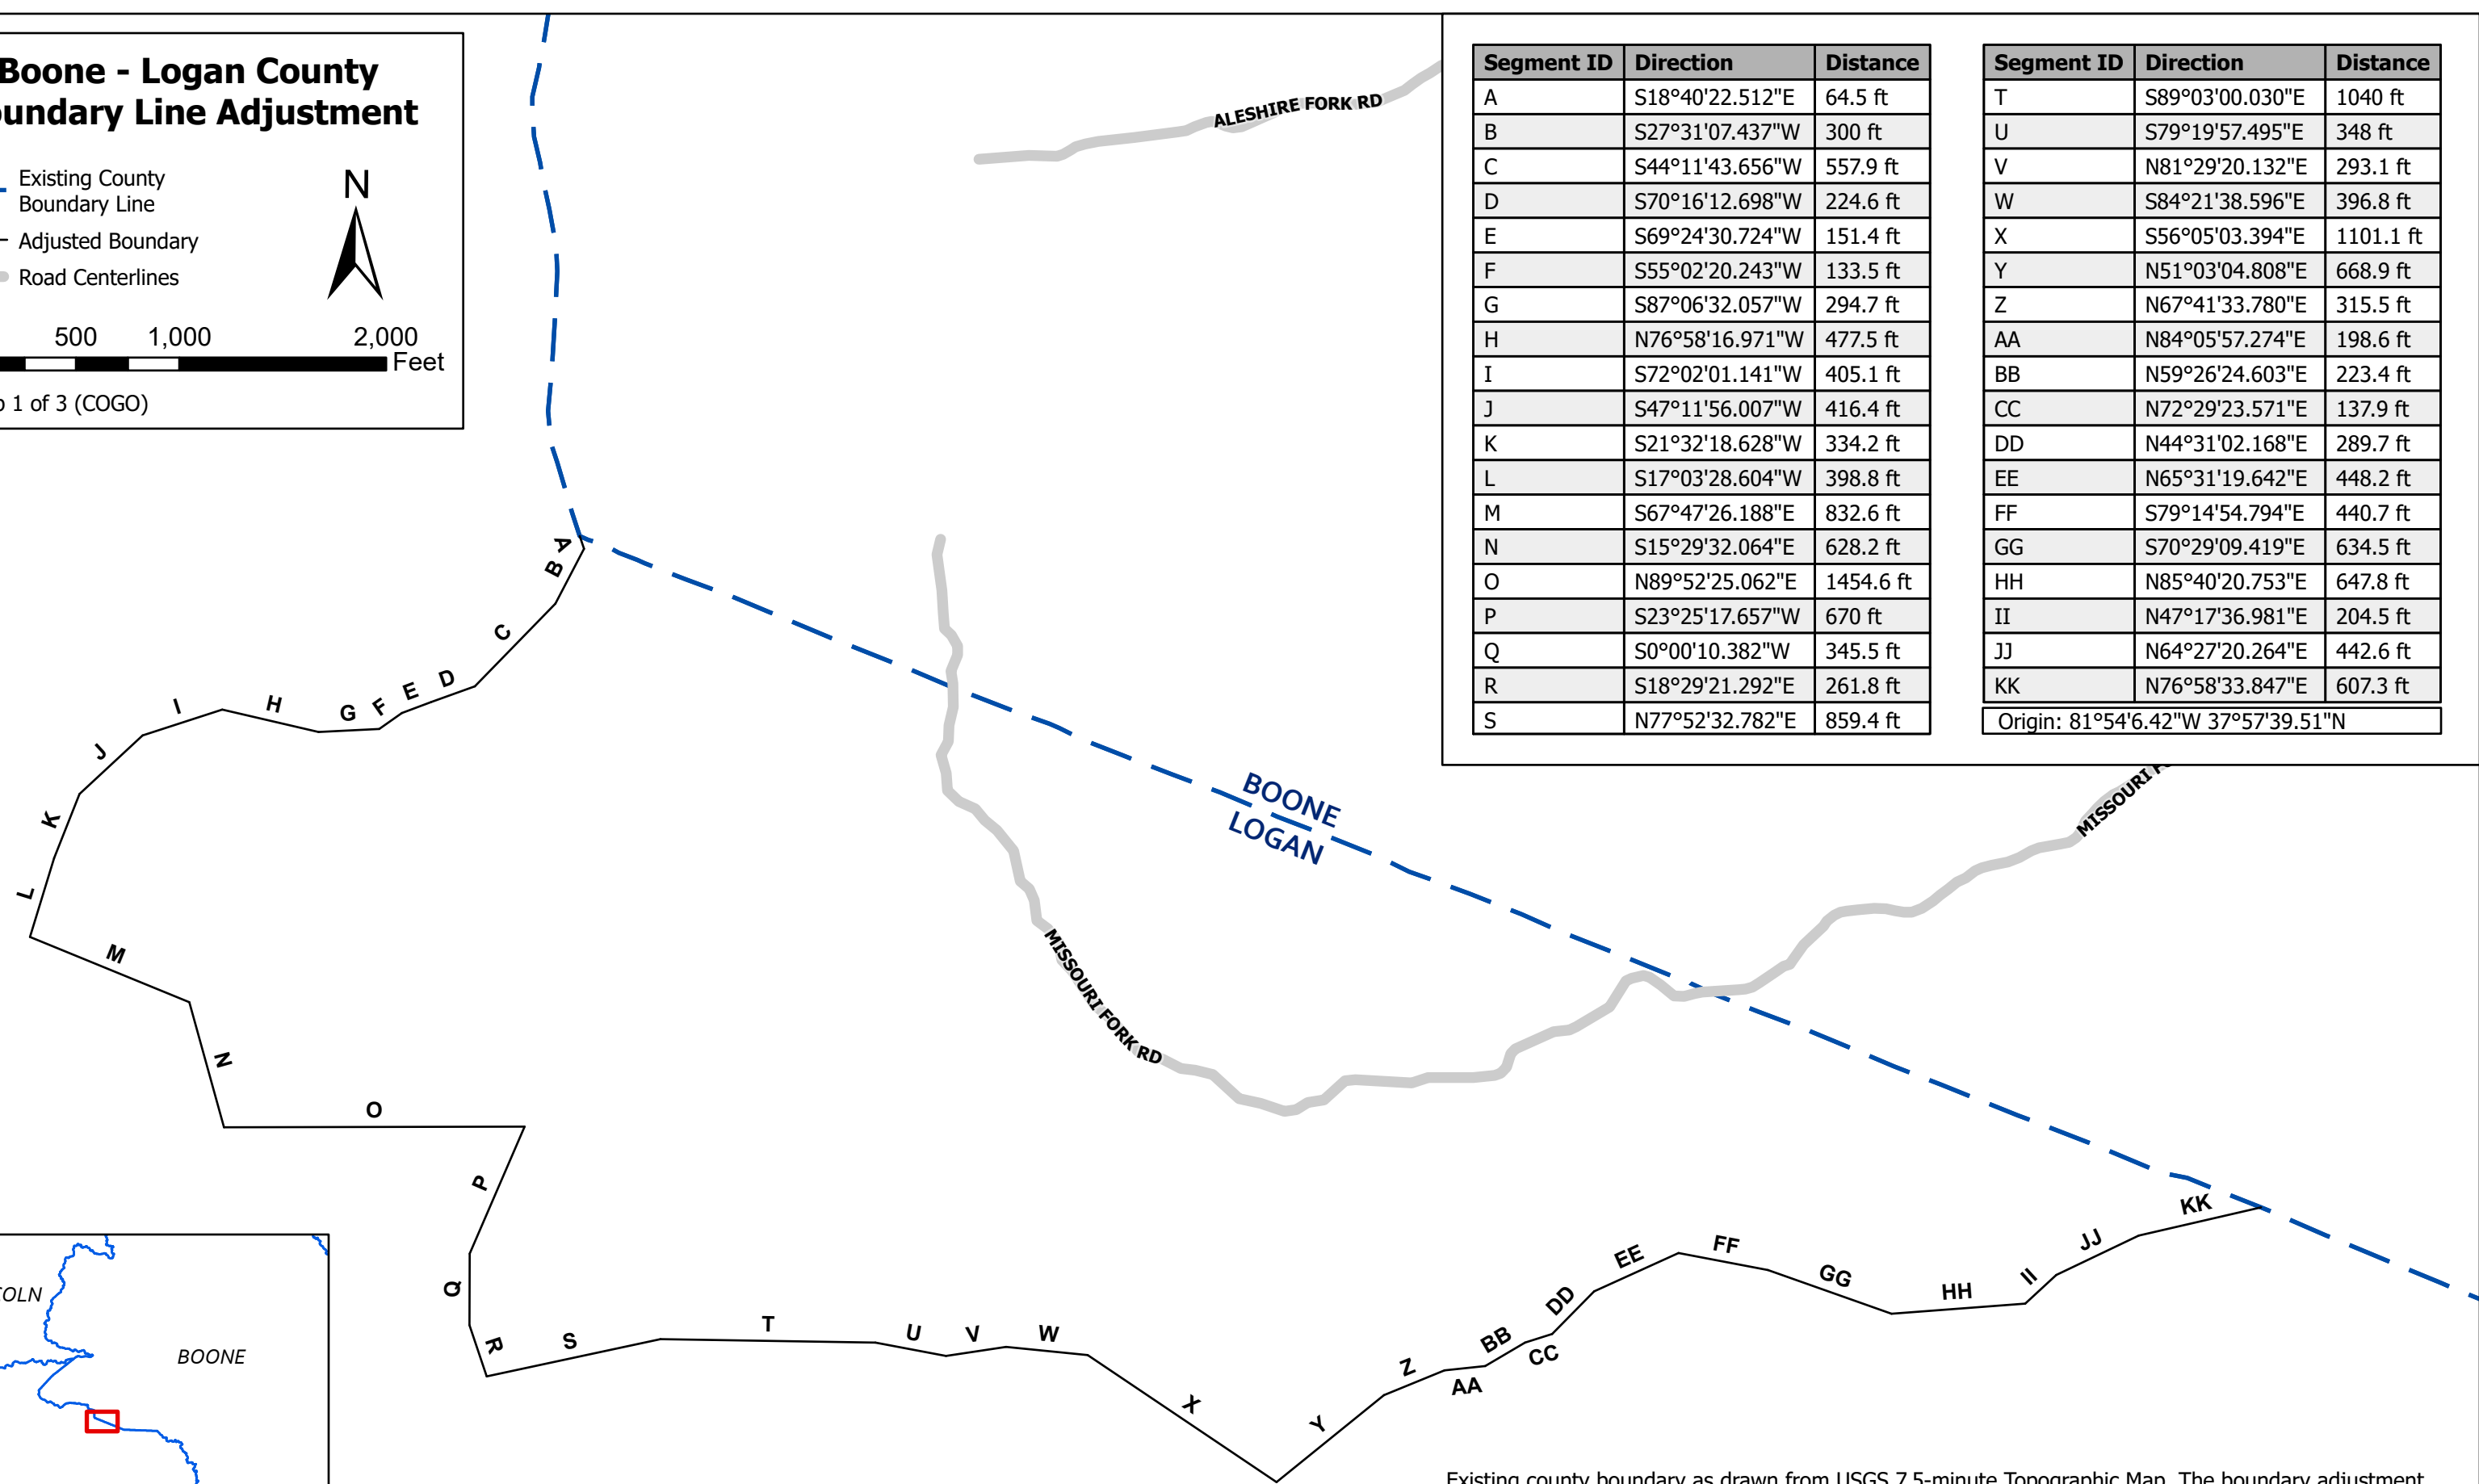 Boone - Logan County
Boundary Line Adjustment
Existing County
Boundary Line
Adjusted Boundary
Road Centerlines
N
500 1,000 2,000
Feet
1 of 3 (COGO)
ALESHIRE FORK RD
Segment ID Direction Distance
A S18°40'22.512"E 64.5 ft
B S27°31'07.437"W 300 ft
C S44°11'43.656"W 557.9 ft
D S70°16'12.698"W 224.6 ft
E S69°24'30.724"W 151.4 ft
F S55°02'20.243"W 133.5 ft
G S87°06'32.057"W 294.7 ft
H N76°58'16.971"W 477.5 ft
I S72°02'01.141"W 405.1 ft
J S47°11'56.007"W 416.4 ft
K S21°32'18.628"W 334.2 ft
L S17°03'28.604"W 398.8 ft
M S67°47'26.188"E 832.6 ft
N S15°29'32.064"E 628.2 ft
O N89°52'25.062"E 1454.6 ft
P S23°25'17.657"W 670 ft
Q S0°00'10.382"W 345.5 ft
R S18°29'21.292"E 261.8 ft
S N77°52'32.782"E 859.4 ft
Segment ID Direction Distance
T S89°03'00.030"E 1040 ft
U S79°19'57.495"E 348 ft
V N81°29'20.132"E 293.1 ft
W S84°21'38.596"E 396.8 ft
X S56°05'03.394"E 1101.1 ft
Y N51°03'04.808"E 668.9 ft
Z N67°41'33.780"E 315.5 ft
AA N84°05'57.274"E 198.6 ft
BB N59°26'24.603"E 223.4 ft
CC N72°29'23.571"E 137.9 ft
DD N44°31'02.168"E 289.7 ft
EE N65°31'19.642"E 448.2 ft
FF S79°14'54.794"E 440.7 ft
GG S70°29'09.419"E 634.5 ft
HH N85°40'20.753"E 647.8 ft
II N47°17'36.981"E 204.5 ft
JJ N64°27'20.264"E 442.6 ft
KK N76°58'33.847"E 607.3 ft
Origin: 81°54'6.42"W 37°57'39.51"N
A
B
C
D
E
F
G
H
I
J
K
L
M
N
O
P
Q
R
S
T
U
V
W
X
Y
Z
AA
BB
CC
DD
EE
FF
GG
HH
II
JJ
KK
BOONE
LOGAN
MISSOURI FORK RD
MISSOURI
OLN
BOONE
Existing county boundary as drawn from USGS 7.5-minute Topographic Map. The boundary adjustment